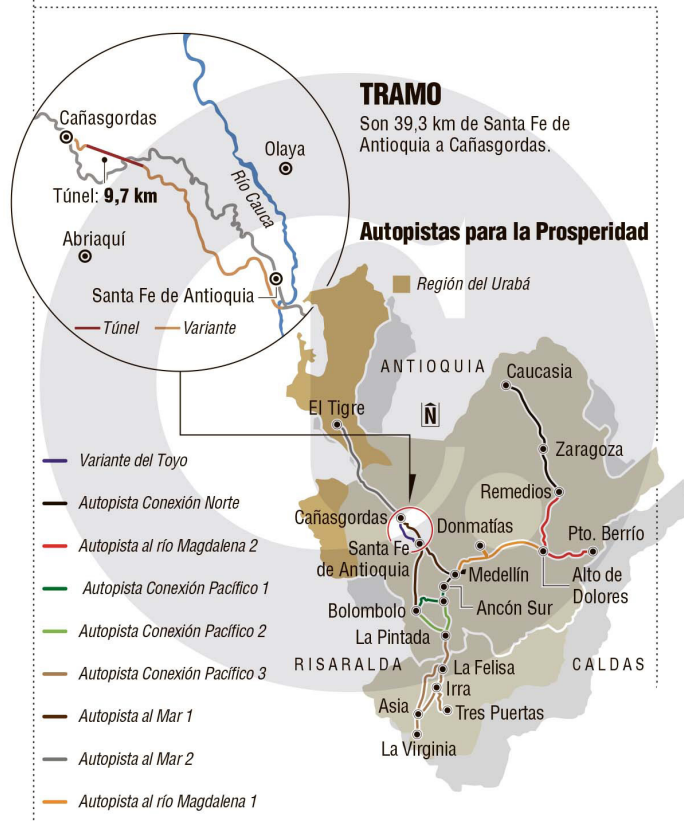 TRAMO
Son 39,3 km de Santa Fe de
Antioquia a Cañasgordas.
Cañasgordas
Olaya
Río Cauca
Túnel: 9,7 km
Abriaquí
Santa Fe de Antioquia
Túnel
Variante
Autopistas para la Prosperidad
Región del Urabá
ANTIOQUIA
Caucasia
El Tigre
N
Zaragoza
Remedios
Cañasgordas
Donmatías
Pto. Berrío
Santa Fe
de Antioquia
Medellín
Alto de
Dolores
Bolombolo
Ancón Sur
La Pintada
RISARALDA
La Felisa
CALDAS
Irra
Asia
Tres Puertas
La Virginia
Variante del Toyo
Autopista Conexión Norte
Autopista al río Magdalena 2
Autopista Conexión Pacífico 1
Autopista Conexión Pacífico 2
Autopista Conexión Pacífico 3
Autopista al Mar 1
Autopista al Mar 2
Autopista al río Magdalena 1